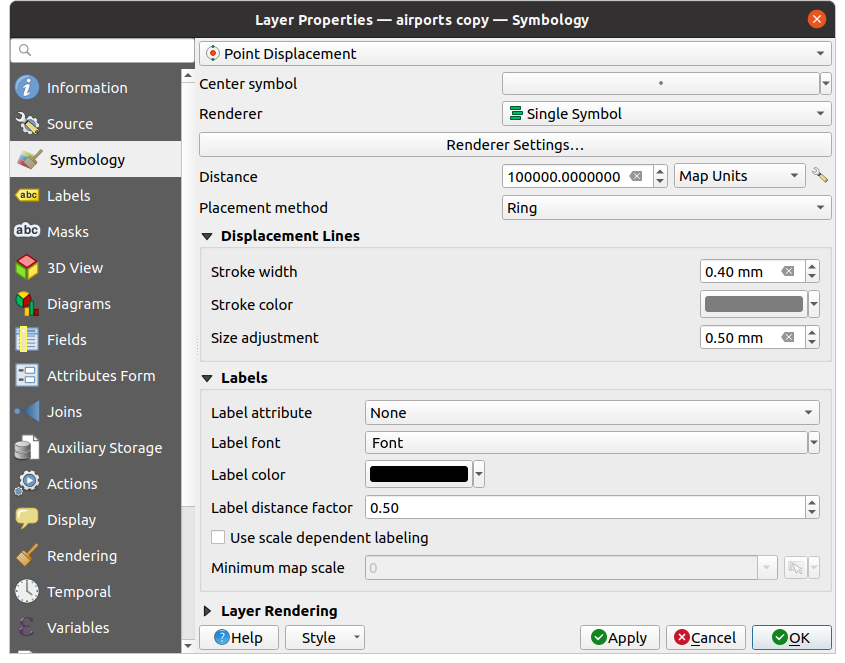 Layer Properties — airports copy — Symbology
Information
Source
Symbology
abc Labels
abc Masks
3D View
Diagrams
Fields
Attributes Form
Joins
Auxiliary Storage
Actions
Display
Rendering
Temporal
Variables
Point Displacement
Center symbol
Renderer Single Symbol
Renderer Settings…
Distance 100000.0000000 Map Units
Placement method Ring
Displacement Lines
Stroke width 0.40 mm
Stroke color
Size adjustment 0.50 mm
Labels
Label attribute None
Label font Font
Label color
Label distance factor 0.50
Use scale dependent labeling
Minimum map scale 0
Layer Rendering
Help Style Apply Cancel OK